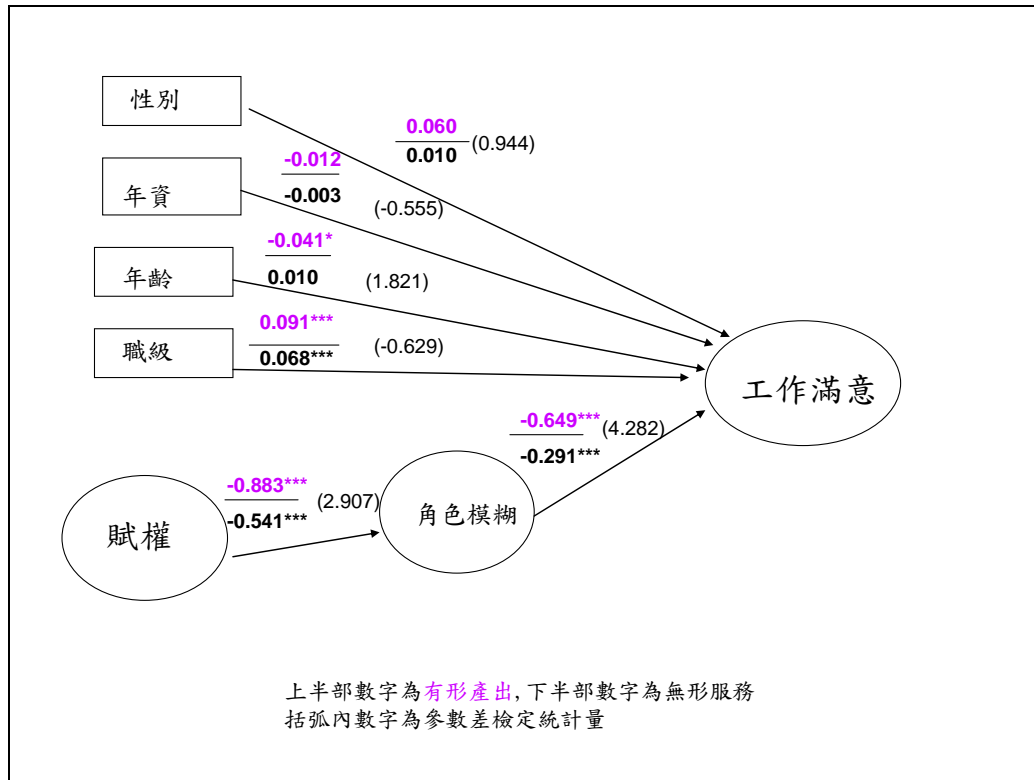 性別
0.060
0.010
(0.944)
-0.012
-0.003
(-0.555)
年資
-0.041*
0.010
(1.821)
年齡
0.091***
0.068***
(-0.629)
職級
工作滿意
-0.649***
-0.291***
(4.282)
-0.883***
-0.541***
(2.907)
賦權
角色模糊
上半部數字為有形產出,下半部數字為無形服務
括弧內數字為參數差檢定統計量